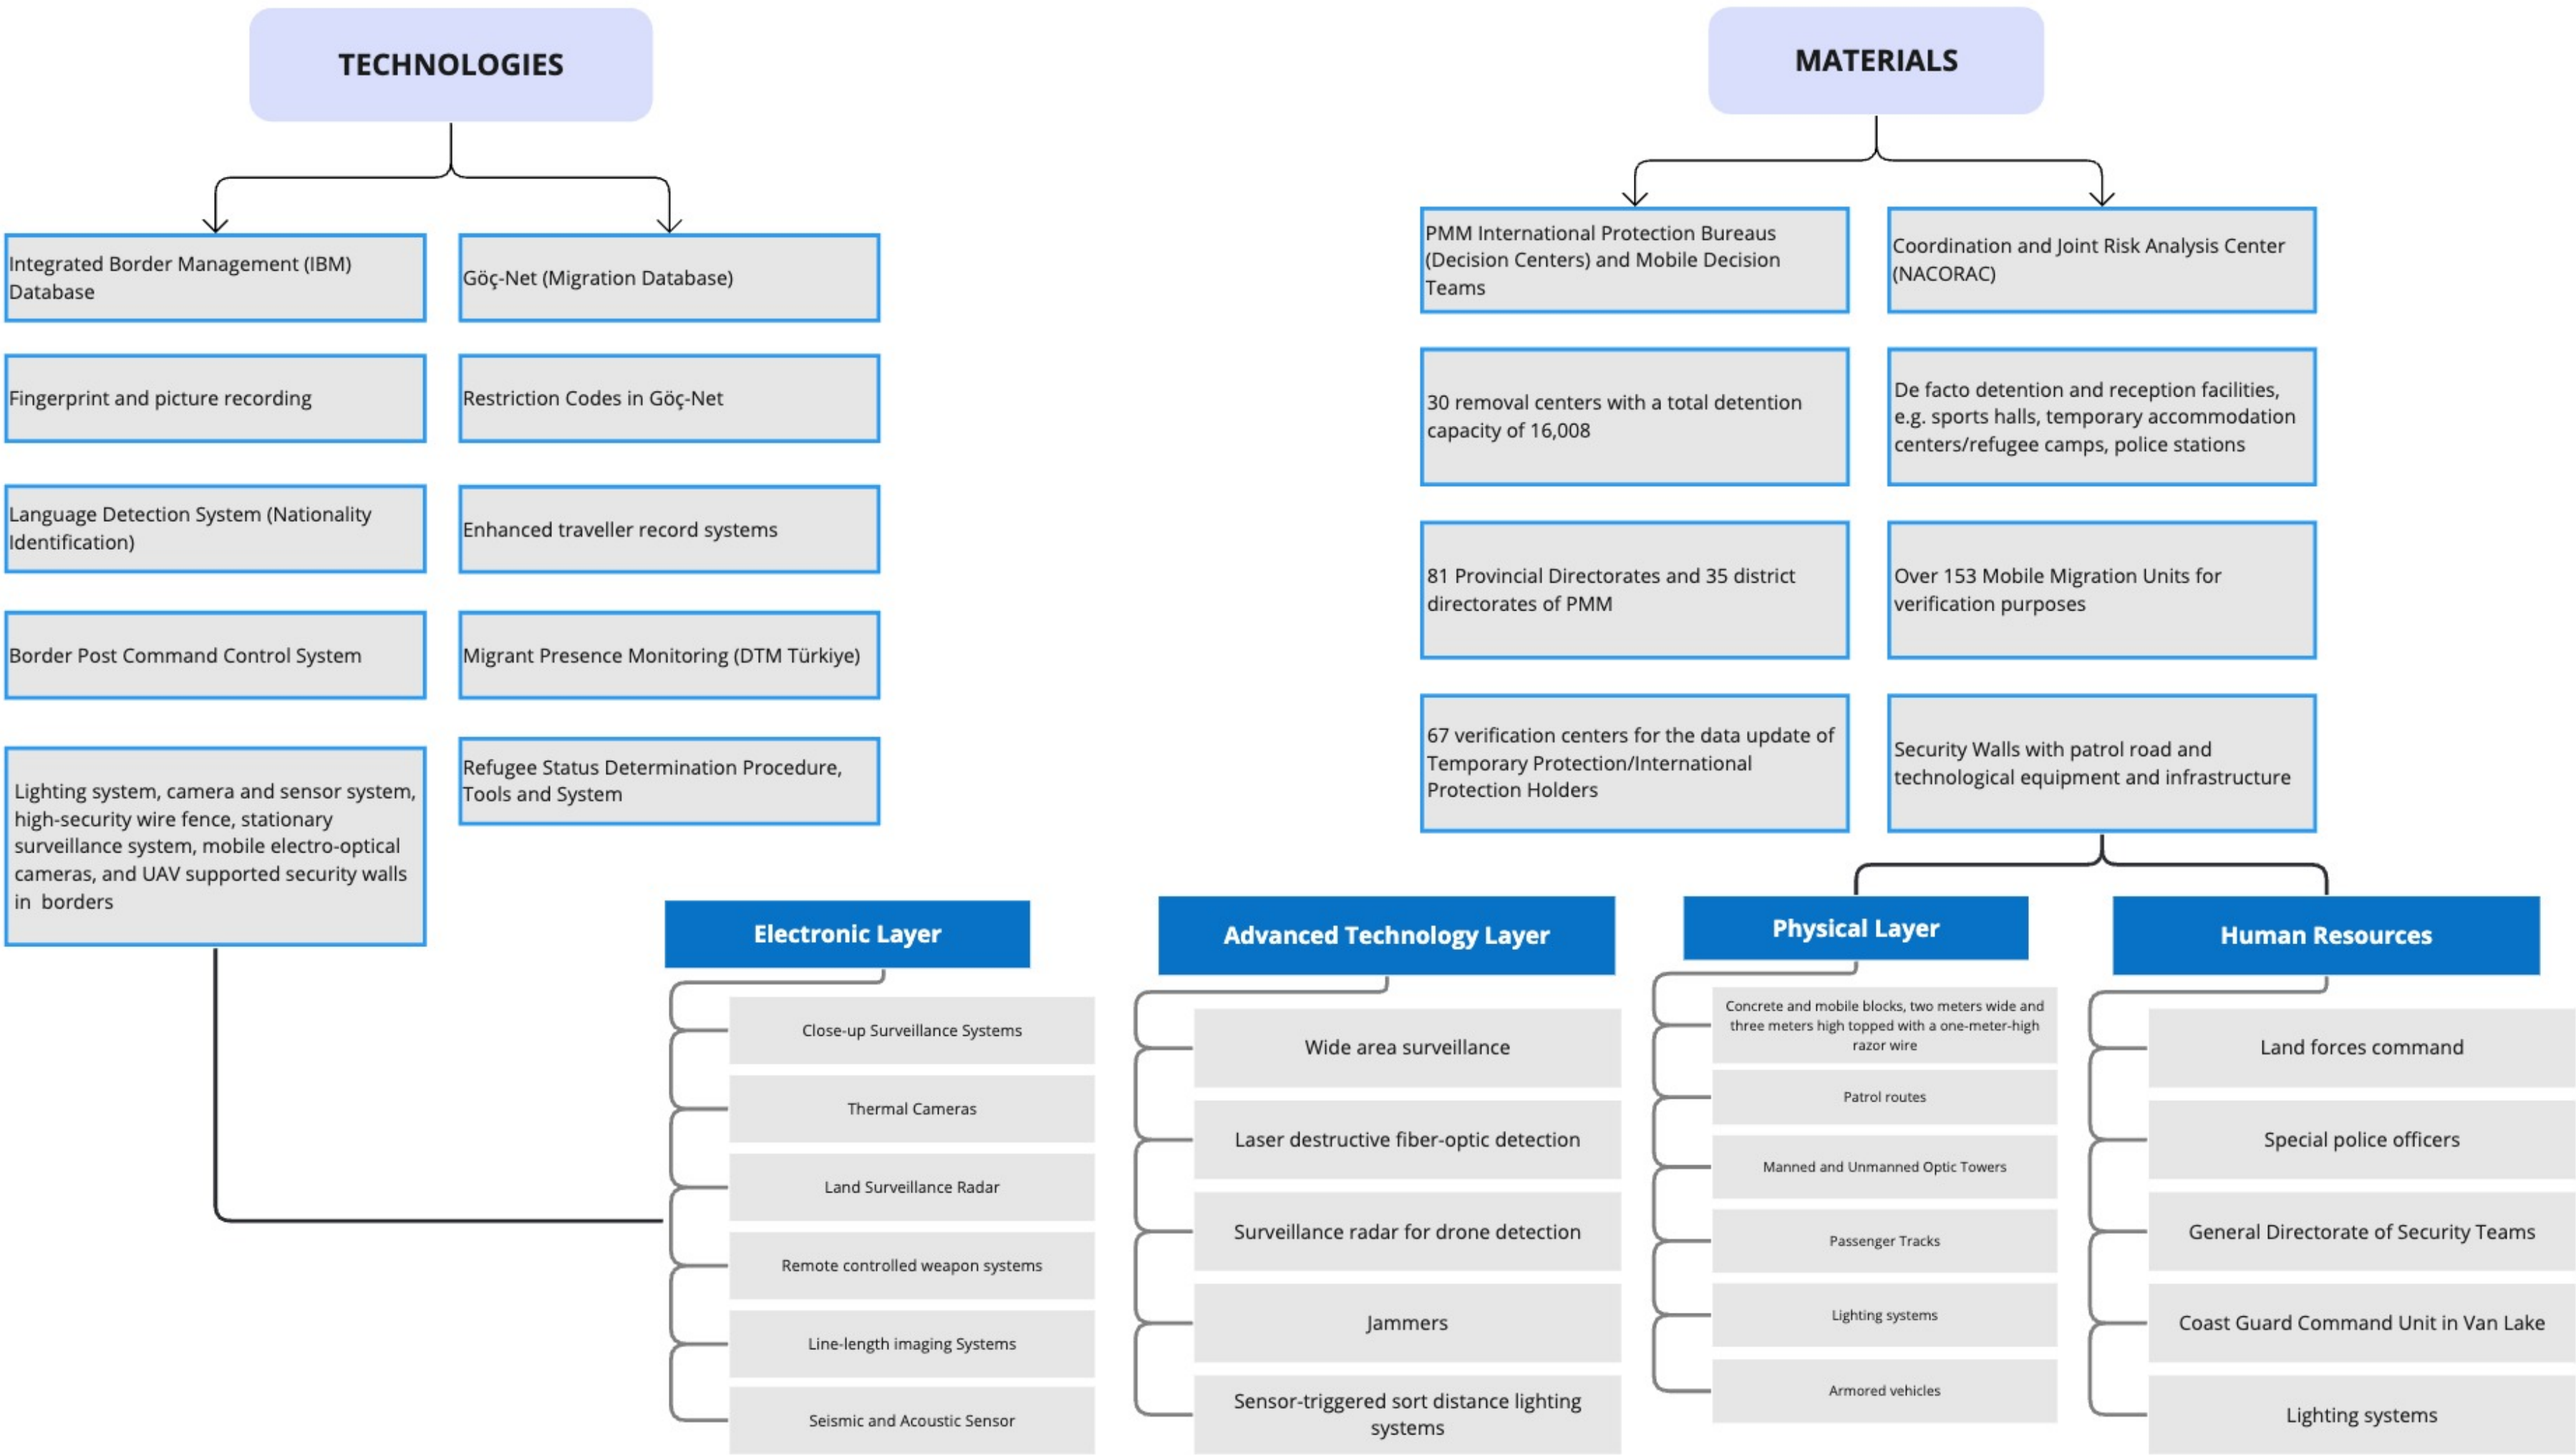 TECHNOLOGIES
Integrated Border Management (IBM)
Database
Göç-Net (Migration Database)
Fingerprint and picture recording
Restriction Codes in Göç-Net
Language Detection System (Nationality
Identification)
Enhanced traveller record systems
Border Post Command Control System
Migrant Presence Monitoring (DTM Türkiye)
Lighting system, camera and sensor system,
high-security wire fence, stationary
surveillance system, mobile electro-optical
cameras, and UAV supported security walls
in borders
Refugee Status Determination Procedure,
Tools and System
Electronic Layer
Close-up Surveillance Systems
Thermal Cameras
Land Surveillance Radar
Remote controlled weapon systems
Line-length imaging Systems
Seismic and Acoustic Sensor
Advanced Technology Layer
Wide area surveillance
Laser destructive fiber-optic detection
Surveillance radar for drone detection
Jammers
Sensor-triggered sort distance lighting
systems
MATERIALS
PMM International Protection Bureaus
(Decision Centers) and Mobile Decision
Teams
Coordination and Joint Risk Analysis Center
(NACORAC)
30 removal centers with a total detention
capacity of 16,008
De facto detention and reception facilities,
e.g. sports halls, temporary accommodation
centers/refugee camps, police stations
81 Provincial Directorates and 35 district
directorates of PMM
Over 153 Mobile Migration Units for
verification purposes
67 verification centers for the data update of
Temporary Protection/International
Protection Holders
Security Walls with patrol road and
technological equipment and infrastructure
Physical Layer
Concrete and mobile blocks, two meters wide and
three meters high topped with a one-meter-high
razor wire
Patrol routes
Manned and Unmanned Optic Towers
Passenger Tracks
Lighting systems
Armored vehicles
Human Resources
Land forces command
Special police officers
General Directorate of Security Teams
Coast Guard Command Unit in Van Lake
Lighting systems